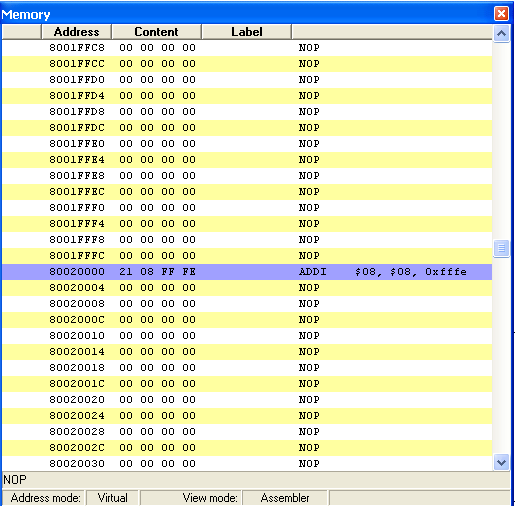 Memory
Address Content Label
8001FFC8 00 00 00 00 NOP
8001FFCC 00 00 00 00 NOP
8001FFD0 00 00 00 00 NOP
8001FFD4 00 00 00 00 NOP
8001FFD8 00 00 00 00 NOP
8001FFDC 00 00 00 00 NOP
8001FFE0 00 00 00 00 NOP
8001FFE4 00 00 00 00 NOP
8001FFE8 00 00 00 00 NOP
8001FFEC 00 00 00 00 NOP
8001FFF0 00 00 00 00 NOP
8001FFF4 00 00 00 00 NOP
8001FFF8 00 00 00 00 NOP
8001FFFC 00 00 00 00 NOP
80020000 21 08 FF FE ADDI $08, $08, 0xfffe
80020004 00 00 00 00 NOP
80020008 00 00 00 00 NOP
8002000C 00 00 00 00 NOP
80020010 00 00 00 00 NOP
80020014 00 00 00 00 NOP
80020018 00 00 00 00 NOP
8002001C 00 00 00 00 NOP
80020020 00 00 00 00 NOP
80020024 00 00 00 00 NOP
80020028 00 00 00 00 NOP
8002002C 00 00 00 00 NOP
80020030 00 00 00 00 NOP
NOP
Address mode: Virtual View mode: Assembler